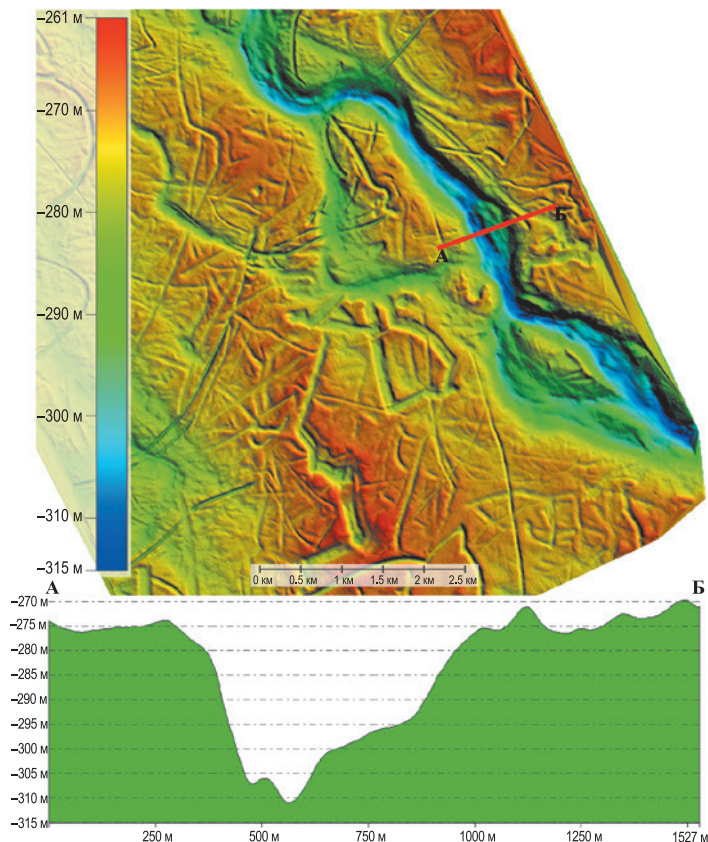 –261 м
–270 м
–280 м
–290 м
–300 м
–310 м
–315 м
А
Б
0 км 0.5 км 1 км 1.5 км 2 км 2.5 км
А Б
–270 м
–275 м
–280 м
–285 м
–290 м
–295 м
–300 м
–305 м
–310 м
–315 м
250 м 500 м 750 м 1000 м 1250 м 1527 м